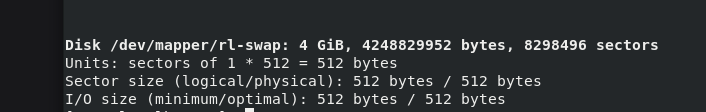 Disk /dev/mapper/rl-swap: 4 GiB, 4248829952 bytes, 8298496 sectors
Units: sectors of 1 * 512 = 512 bytes
Sector size (logical/physical): 512 bytes / 512 bytes
I/O size (minimum/optimal): 512 bytes / 512 bytes